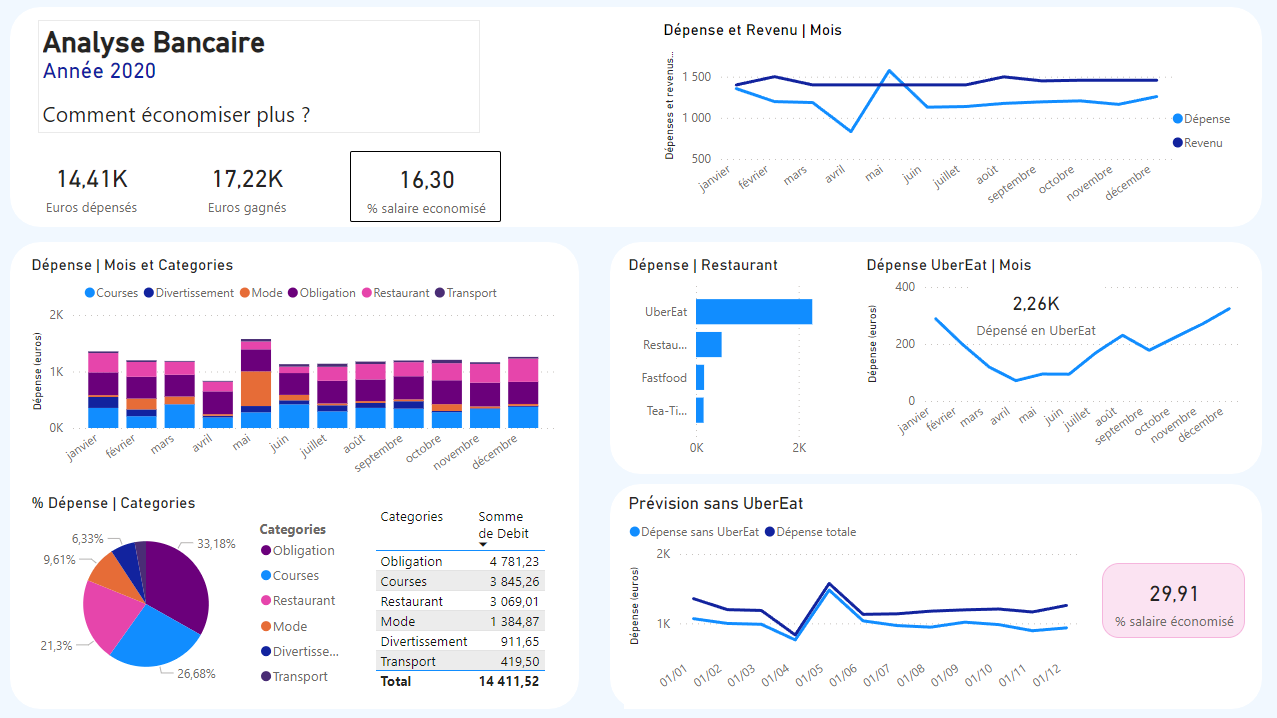 Analyse Bancaire
Année 2020
Comment économiser plus ?
14,41K
Euros dépensés
17,22K
Euros gagnés
16,30
% salaire economisé
Dépense et Revenu | Mois
Dépenses et revenus...
1 500
1 000
500
janvier
février
mars
avril
mai
juin
juillet
août
septembre
octobre
novembre
décembre
Dépense
Revenu
Dépense | Mois et Categories
Courses Divertissement Mode Obligation Restaurant Transport
Dépense (euros)
2K
1K
0K
janvier
février
mars
avril
mai
juin
juillet
août
septembre
octobre
novembre
décembre
% Dépense | Categories
33,18%
26,68%
21,3%
9,61%
6,33%
Categories
Obligation
Courses
Restaurant
Mode
Divertisse...
Transport
Categories Somme de Debit
Obligation 4 781,23
Courses 3 845,26
Restaurant 3 069,01
Mode 1 384,87
Divertissement 911,65
Transport 419,50
Total 14 411,52
Dépense | Restaurant
UberEat
Restau...
Fastfood
Tea-Ti...
0K 2K
Dépense UberEat | Mois
Dépense (euros)
400
200
0
2,26K
Dépensé en UberEat
janvier
février
mars
avril
mai
juin
juillet
août
septembre
octobre
novembre
décembre
Prévision sans UberEat
Dépense sans UberEat Dépense totale
Dépense (euros)
2K
1K
01/01
01/02
01/03
01/04
01/05
01/06
01/07
01/08
01/09
01/10
01/11
01/12
29,91
% salaire économisé